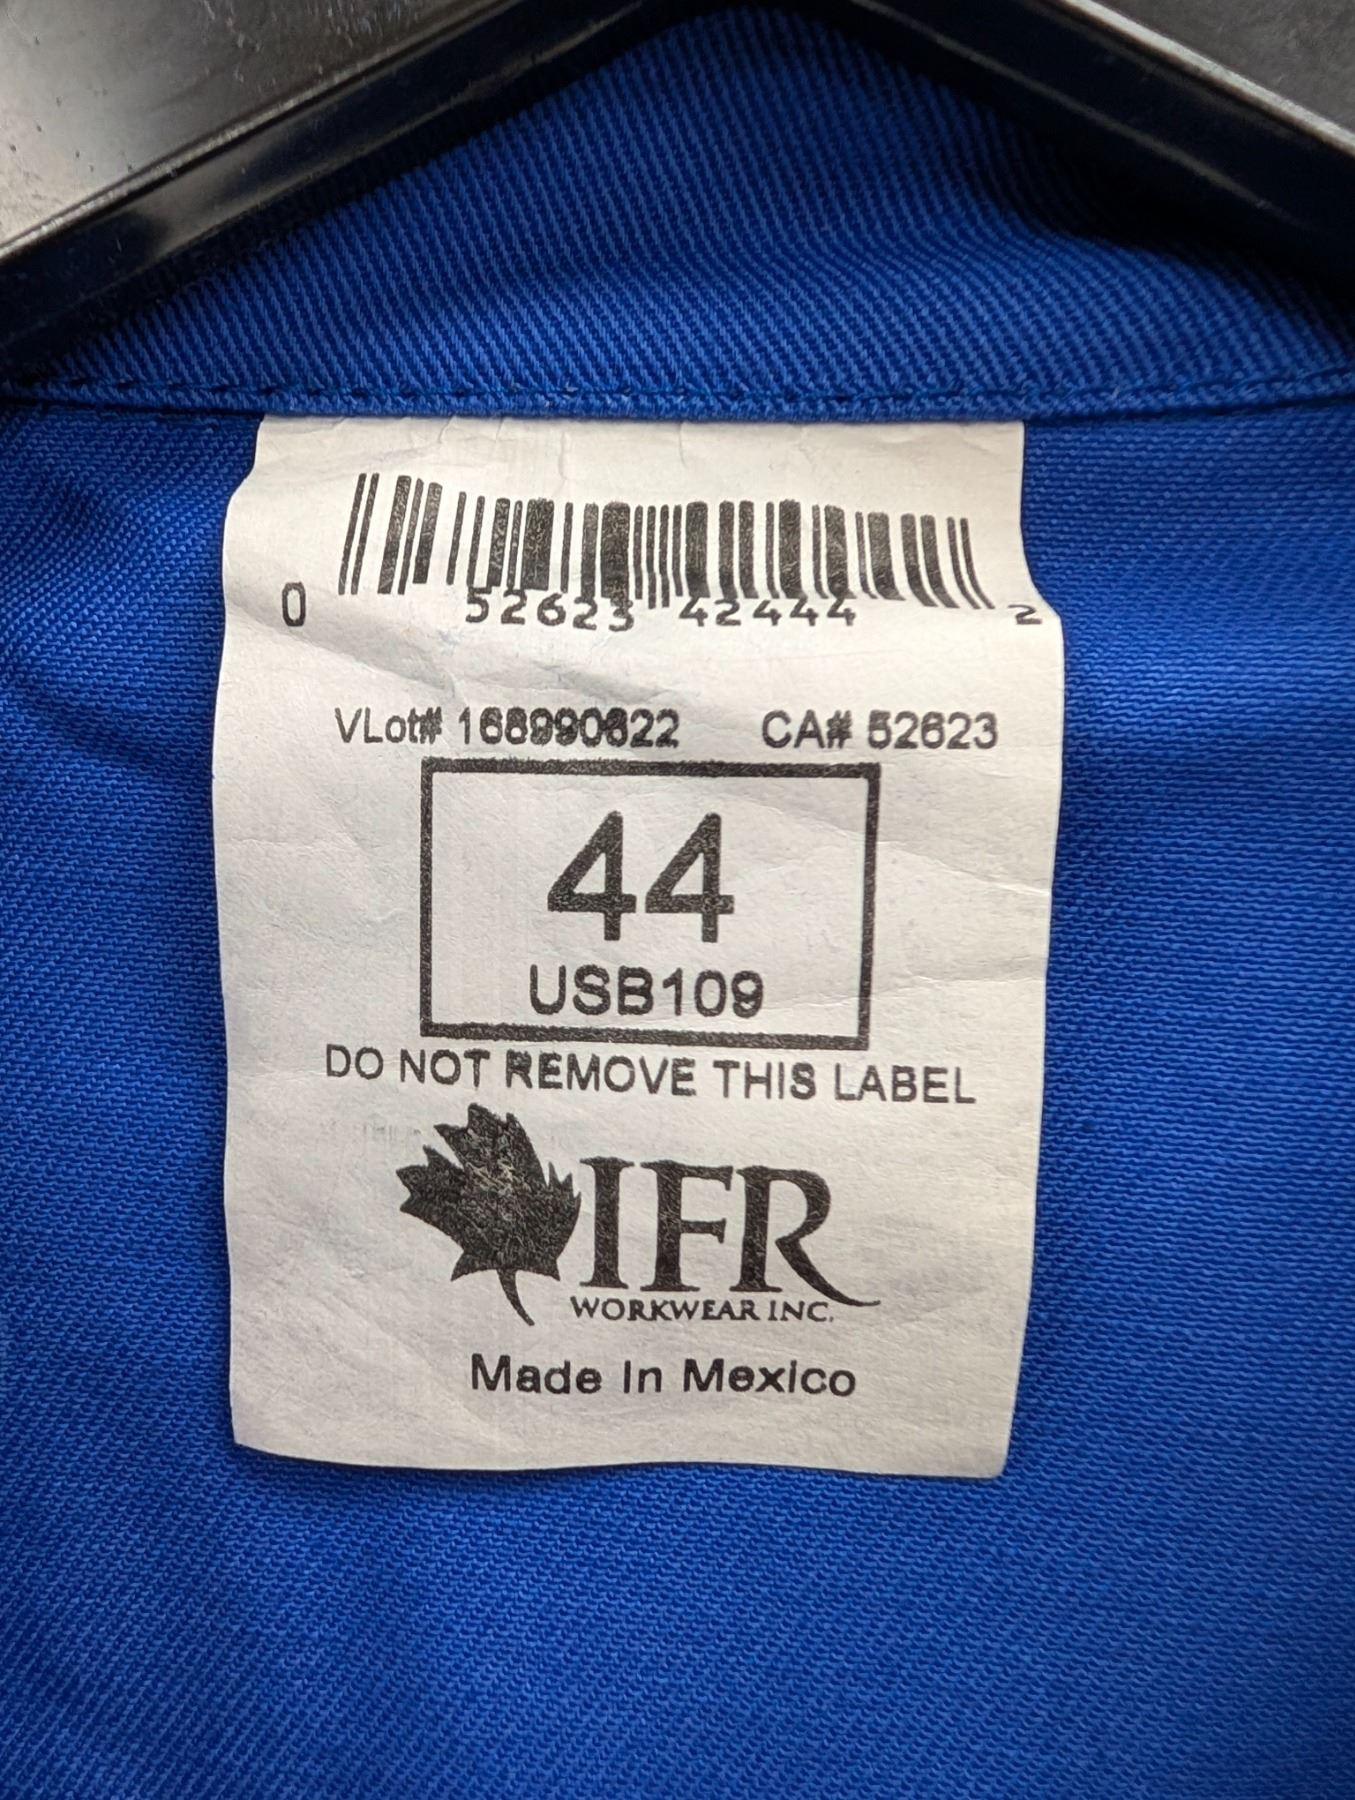 0 52623 42444 2
VLot# 168990622 CA# 52623
44
USB109
DO NOT REMOVE THIS LABEL
IFR
WORKWEAR INC.
Made In Mexico